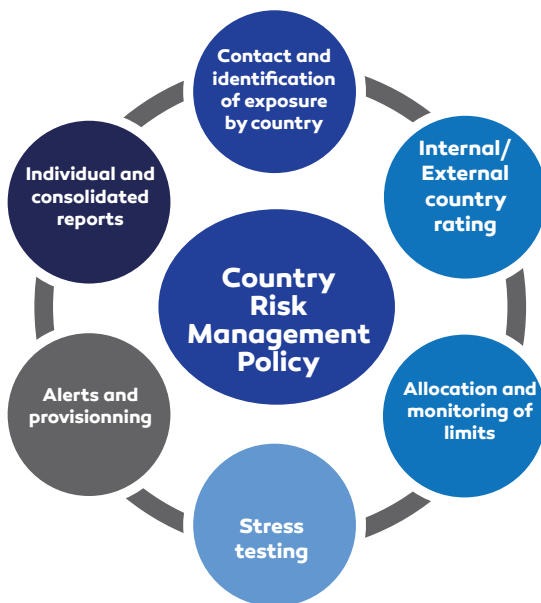 Contact and
identification
of exposure
by country
Internal/
External
country
rating
Allocation and
monitoring of
limits
Stress
testing
Alerts and
provisionning
Individual and
consolidated
reports
Country
Risk
Management
Policy